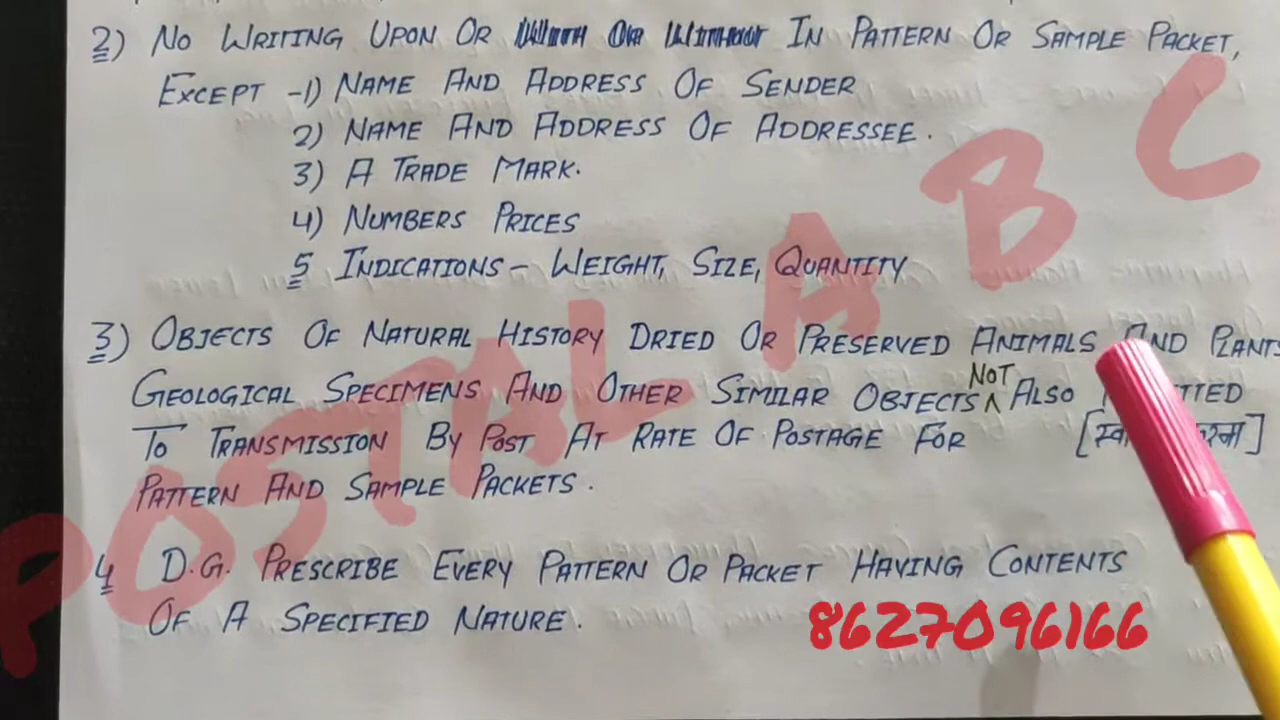 2) NO WRITING UPON OR IN PATTERN OR SAMPLE PACKET,
EXCEPT -1) NAME AND ADDRESS OF SENDER
2) NAME AND ADDRESS OF ADDRESSEE.
3) A TRADE MARK.
4) NUMBERS PRICES
5 INDICATIONS - WEIGHT, SIZE, QUANTITY
3) OBJECTS OF NATURAL HISTORY DRIED OR PRESERVED ANIMALS AND PLANTS
GEOLOGICAL SPECIMENS AND OTHER SIMILAR OBJECTS NOT ALSO
TO TRANSMISSION BY POST AT RATE OF POSTAGE FOR
PATTERN AND SAMPLE PACKETS.
4 D.G. PRESCRIBE EVERY PATTERN OR PACKET HAVING CONTENTS
OF A SPECIFIED NATURE.
8627096166
POSTAL ABC